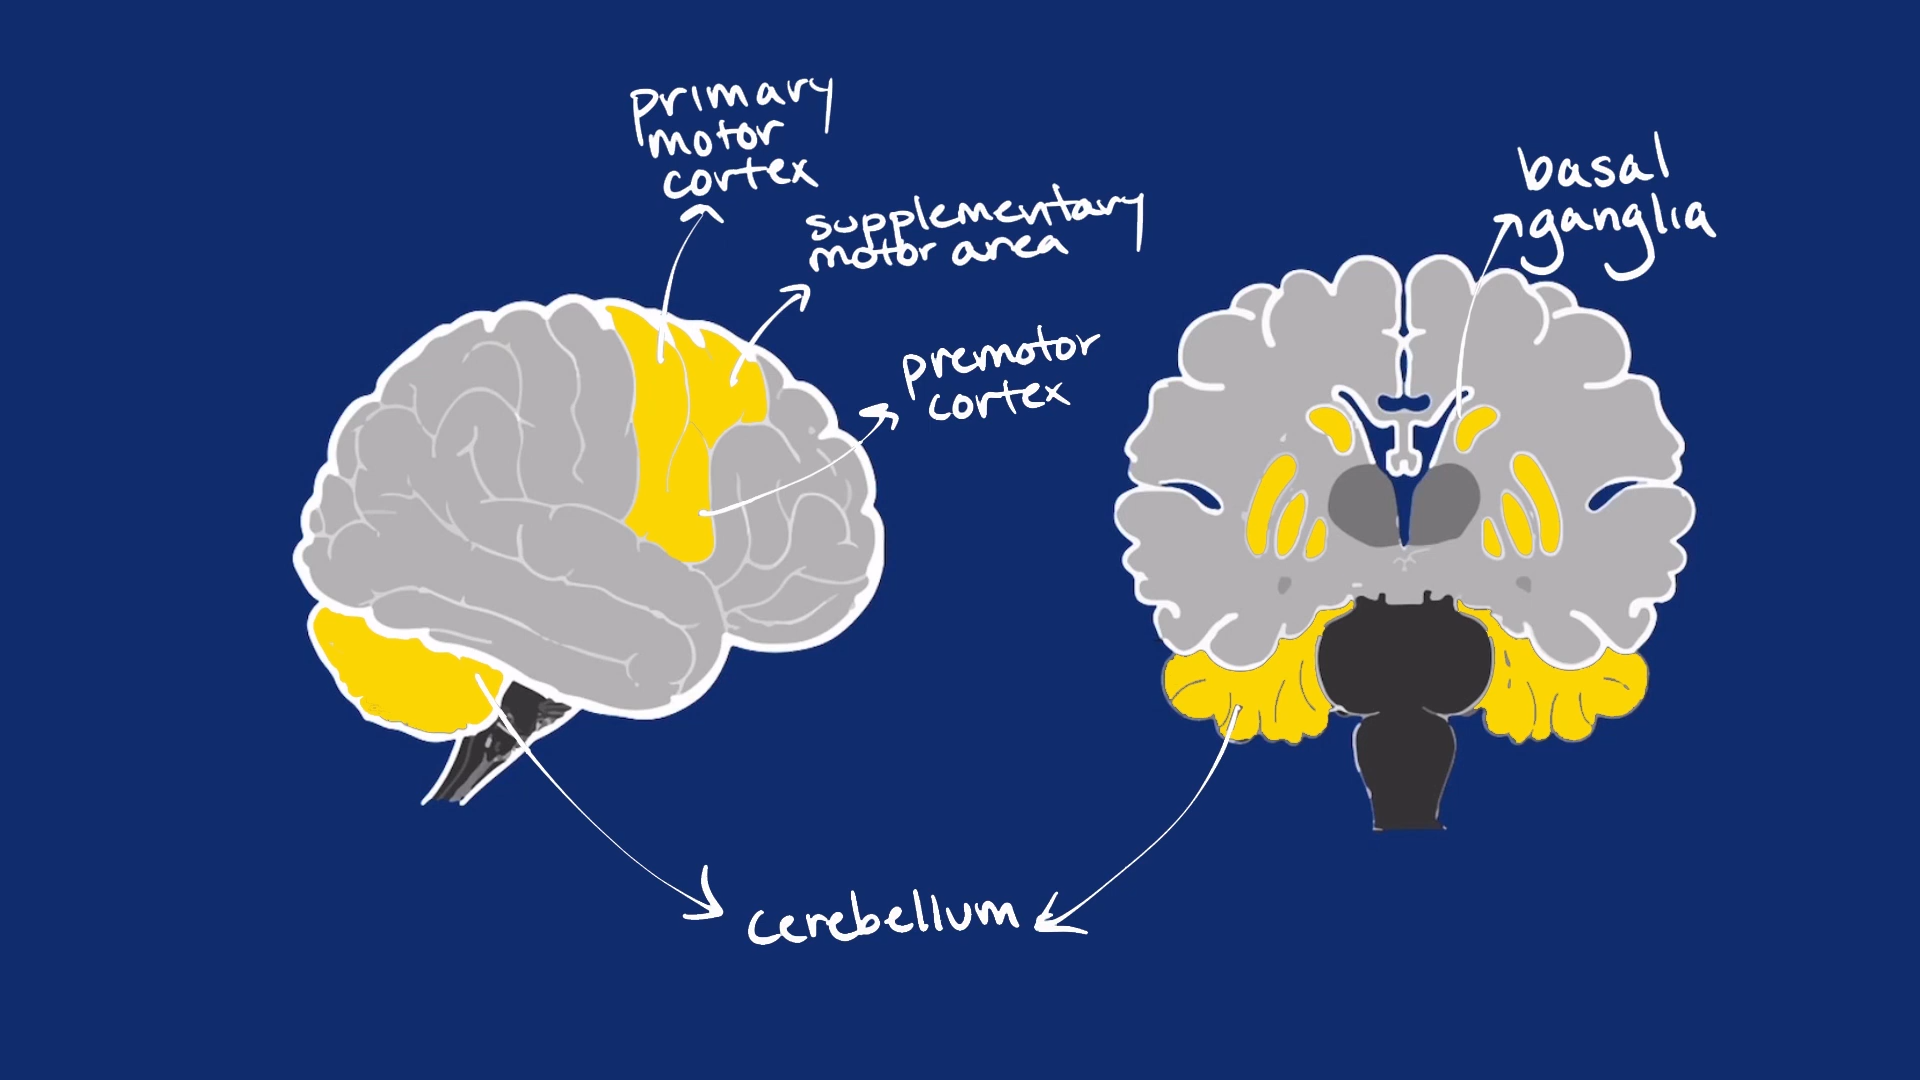 primary
motor
cortex
supplementary
motor area
premotor
cortex
basal
ganglia
cerebellum